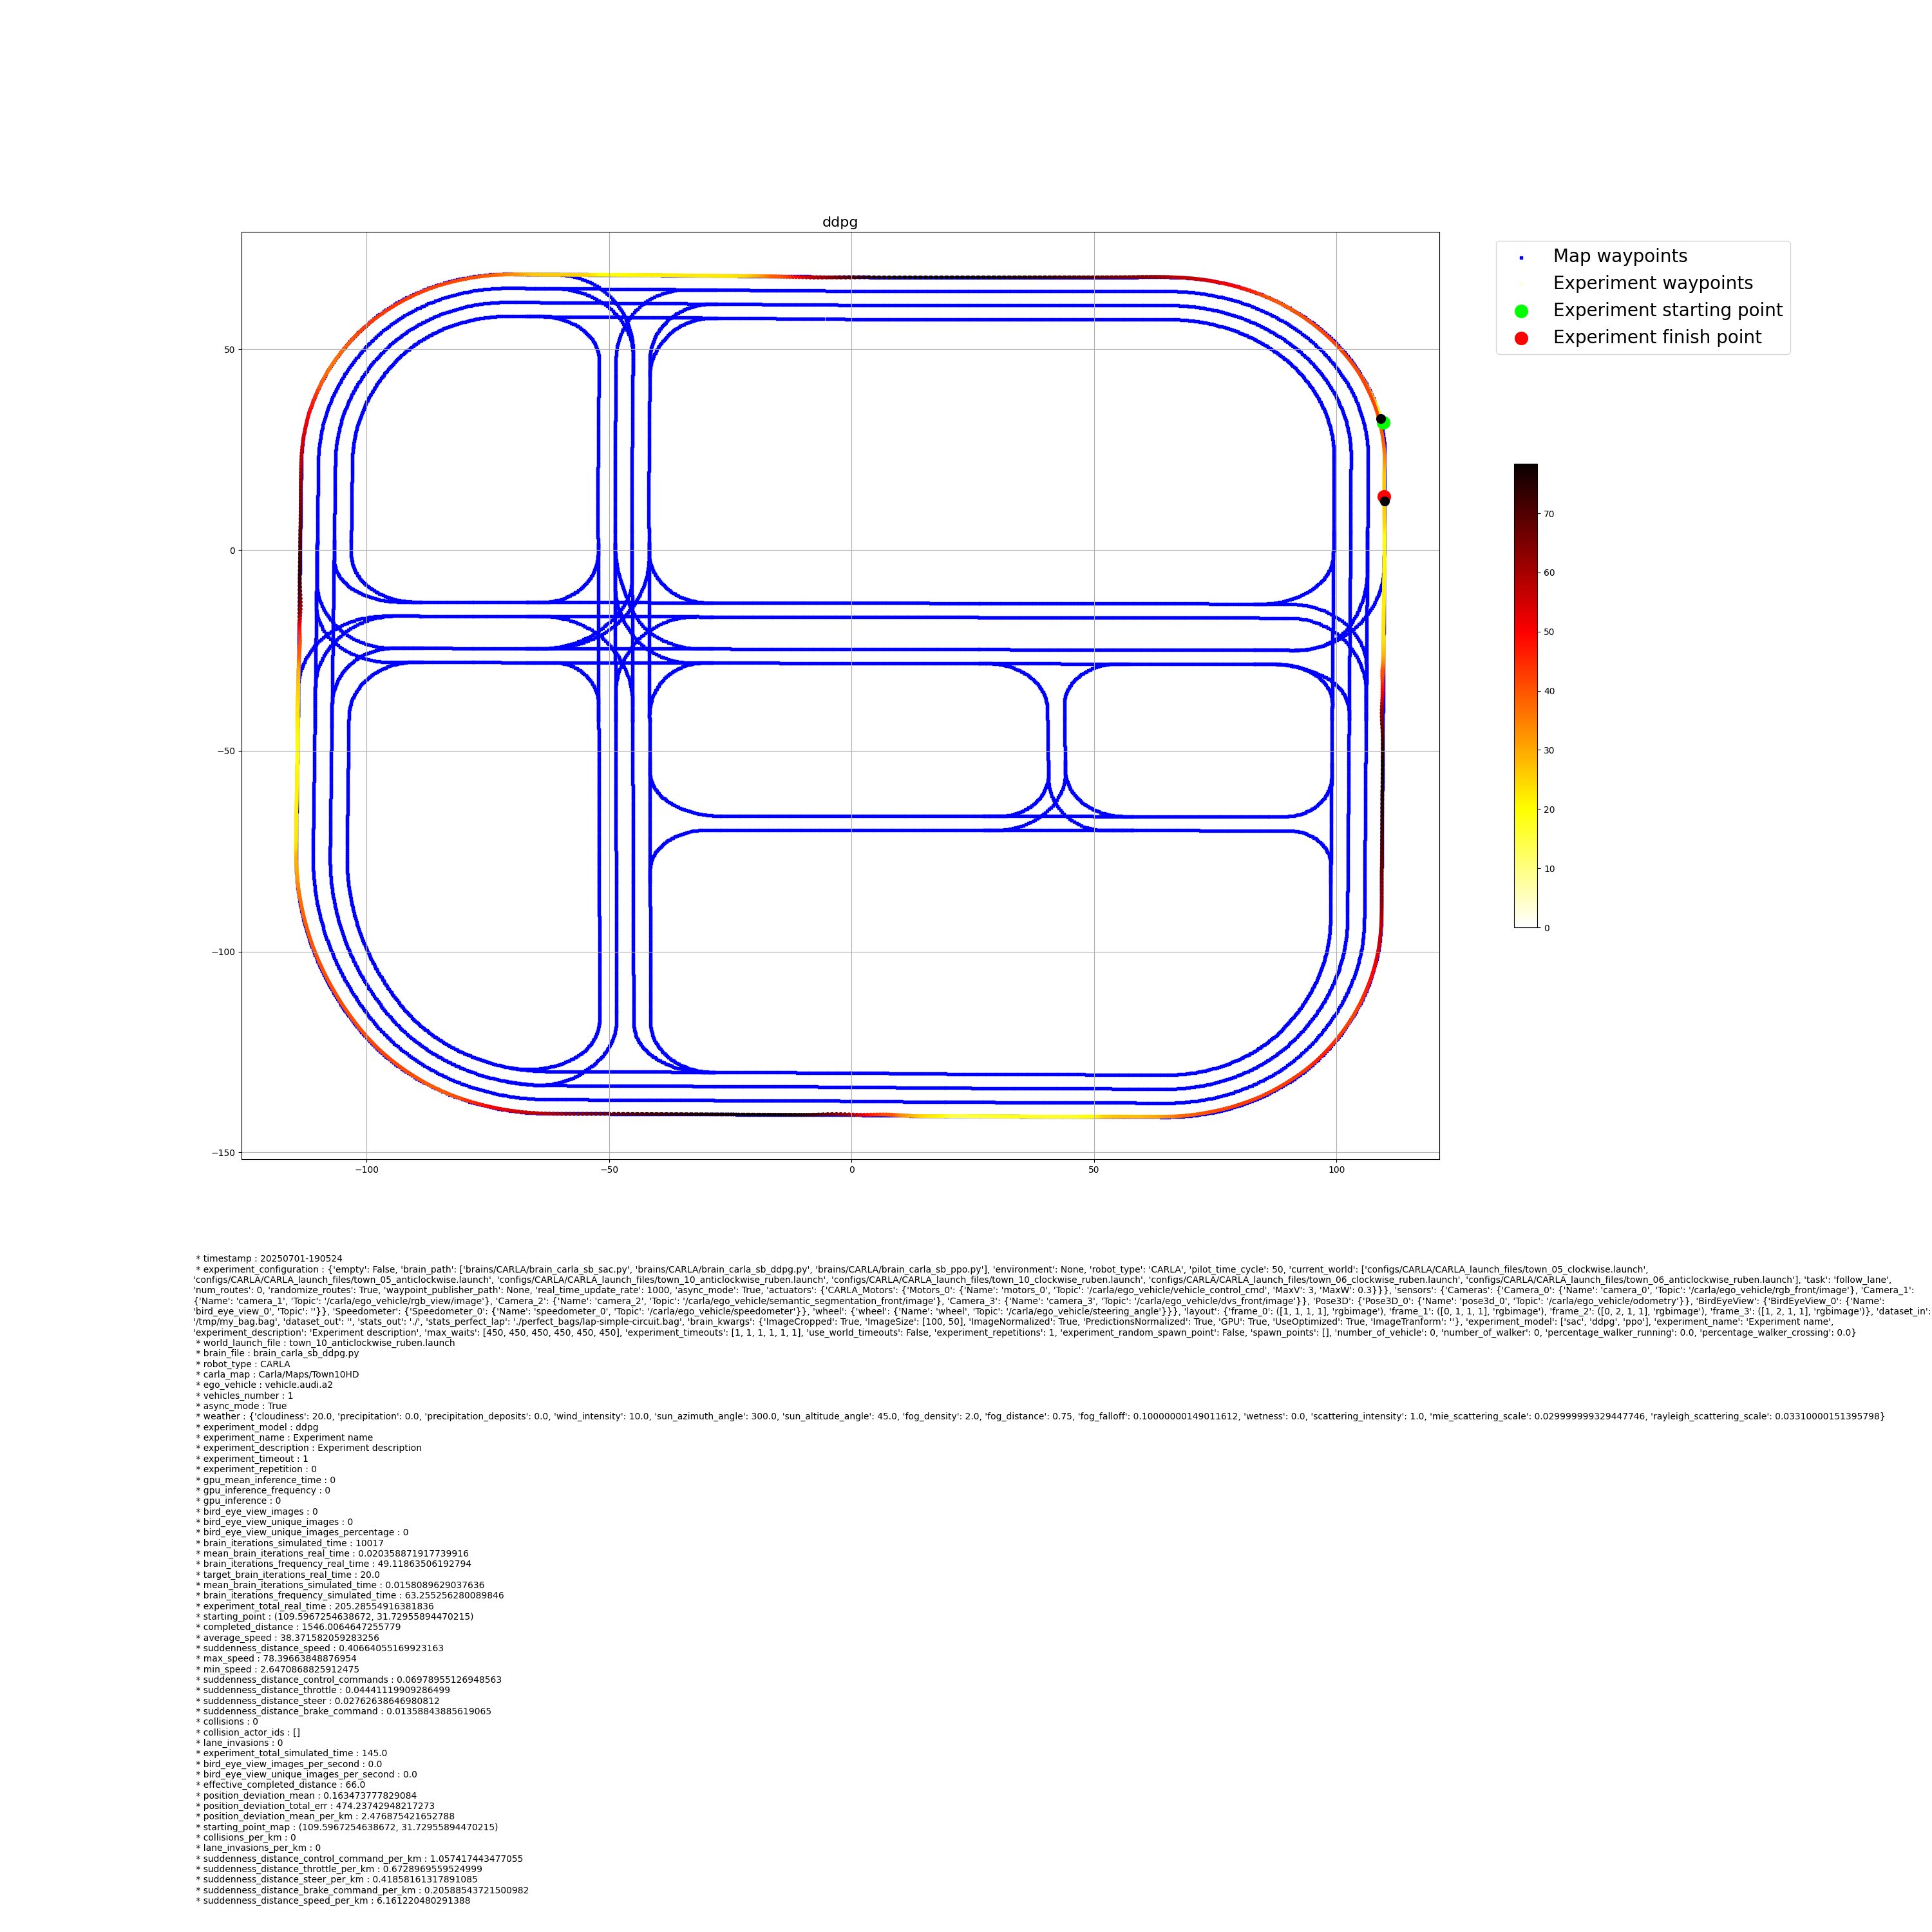 ddpg
Map waypoints
Experiment waypoints
Experiment starting point
Experiment finish point
50
0
−50
−100
−150
−100
−50
0
50
100
70
60
50
40
30
20
10
0
* timestamp : 20250701-190524
* experiment_configuration : {'empty': False, 'brain_path': ['brains/CARLA/brain_carla_sb_sac.py', 'brains/CARLA/brain_carla_sb_ddpg.py', 'brains/CARLA/brain_carla_sb_ppo.py'], 'environment': None, 'robot_type': 'CARLA', 'pilot_time_cycle': 50, 'current_world': ['configs/CARLA/CARLA_launch_files/town_05_clockwise.launch',
'configs/CARLA/CARLA_launch_files/town_05_anticlockwise.launch', 'configs/CARLA/CARLA_launch_files/town_10_anticlockwise_ruben.launch', 'configs/CARLA/CARLA_launch_files/town_10_clockwise_ruben.launch', 'configs/CARLA/CARLA_launch_files/town_06_clockwise_ruben.launch', 'configs/CARLA/CARLA_launch_files/town_06_anticlockwise_ruben.launch'], 'task': 'follow_lane',
'num_routes': 0, 'randomize_routes': True, 'waypoint_publisher_path': None, 'real_time_update_rate': 1000, 'async_mode': True, 'actuators': {'CARLA_Motors': {'Motors_0': {'Name': 'motors_0', 'Topic': '/carla/ego_vehicle/vehicle_control_cmd', 'MaxV': 3, 'MaxW': 0.3}}}, 'sensors': {'Cameras': {'Camera_0': {'Name': 'camera_0', 'Topic': '/carla/ego_vehicle/rgb_front/image'}, 'Camera_1':
{'Name': 'camera_1', 'Topic': '/carla/ego_vehicle/rgb_view/image'}, 'Camera_2': {'Name': 'camera_2', 'Topic': '/carla/ego_vehicle/semantic_segmentation_front/image'}, 'Camera_3': {'Name': 'camera_3', 'Topic': '/carla/ego_vehicle/dvs_front/image'}}, 'Pose3D': {'Pose3D_0': {'Name': 'pose3d_0', 'Topic': '/carla/ego_vehicle/odometry'}}, 'BirdEyeView': {'BirdEyeView_0': {'Name':
'bird_eye_view_0', 'Topic': ''}}, 'Speedometer': {'Speedometer_0': {'Name': 'speedometer_0', 'Topic': '/carla/ego_vehicle/speedometer'}}, 'wheel': {'wheel': {'Name': 'wheel', 'Topic': '/carla/ego_vehicle/steering_angle'}}}, 'layout': {'frame_0': ([1, 1, 1, 1], 'rgbimage'), 'frame_1': ([0, 1, 1, 1], 'rgbimage'), 'frame_2': ([0, 2, 1, 1], 'rgbimage'), 'frame_3': ([1, 2, 1, 1], 'rgbimage')}, 'dataset_in':
'/tmp/my_bag.bag', 'dataset_out': '', 'stats_out': './', 'stats_perfect_lap': './perfect_bags/lap-simple-circuit.bag', 'brain_kwargs': {'ImageCropped': True, 'ImageSize': [100, 50], 'ImageNormalized': True, 'PredictionsNormalized': True, 'GPU': True, 'UseOptimized': True, 'ImageTranform': ''}, 'experiment_model': ['sac', 'ddpg', 'ppo'], 'experiment_name': 'Experiment name',
'experiment_description': 'Experiment description', 'max_waits': [450, 450, 450, 450, 450, 450], 'experiment_timeouts': [1, 1, 1, 1, 1, 1], 'use_world_timeouts': False, 'experiment_repetitions': 1, 'experiment_random_spawn_point': False, 'spawn_points': [], 'number_of_vehicle': 0, 'number_of_walker': 0, 'percentage_walker_running': 0.0, 'percentage_walker_crossing': 0.0}
* world_launch_file : town_10_anticlockwise_ruben.launch
* brain_file : brain_carla_sb_ddpg.py
* robot_type : CARLA
* carla_map : Carla/Maps/Town10HD
* ego_vehicle : vehicle.audi.a2
* vehicles_number : 1
* async_mode : True
* weather : {'cloudiness': 20.0, 'precipitation': 0.0, 'precipitation_deposits': 0.0, 'wind_intensity': 10.0, 'sun_azimuth_angle': 300.0, 'sun_altitude_angle': 45.0, 'fog_density': 2.0, 'fog_distance': 0.75, 'fog_falloff': 0.10000000149011612, 'wetness': 0.0, 'scattering_intensity': 1.0, 'mie_scattering_scale': 0.029999999329447746, 'rayleigh_scattering_scale': 0.03310000151395798}
* experiment_model : ddpg
* experiment_name : Experiment name
* experiment_description : Experiment description
* experiment_timeout : 1
* experiment_repetition : 0
* gpu_mean_inference_time : 0
* gpu_inference_frequency : 0
* gpu_inference : 0
* bird_eye_view_images : 0
* bird_eye_view_unique_images : 0
* bird_eye_view_unique_images_percentage : 0
* brain_iterations_simulated_time : 10017
* mean_brain_iterations_real_time : 0.020358871917739916
* brain_iterations_frequency_real_time : 49.11863506192794
* target_brain_iterations_real_time : 20.0
* mean_brain_iterations_simulated_time : 0.0158089629037636
* brain_iterations_frequency_simulated_time : 63.255256280089846
* experiment_total_real_time : 205.28554916381836
* starting_point : (109.5967254638672, 31.72955894470215)
* completed_distance : 1546.0064647255779
* average_speed : 38.371582059283256
* suddenness_distance_speed : 0.40664055169923163
* max_speed : 78.39663848876954
* min_speed : 2.6470868825912475
* suddenness_distance_control_commands : 0.06978955126948563
* suddenness_distance_throttle : 0.04441119909286499
* suddenness_distance_steer : 0.02762638646980812
* suddenness_distance_brake_command : 0.01358843885619065
* collisions : 0
* collision_actor_ids : []
* lane_invasions : 0
* experiment_total_simulated_time : 145.0
* bird_eye_view_images_per_second : 0.0
* bird_eye_view_unique_images_per_second : 0.0
* effective_completed_distance : 66.0
* position_deviation_mean : 0.163473777829084
* position_deviation_total_err : 474.23742948217273
* position_deviation_mean_per_km : 2.476875421652788
* starting_point_map : (109.5967254638672, 31.72955894470215)
* collisions_per_km : 0
* lane_invasions_per_km : 0
* suddenness_distance_control_command_per_km : 1.057417443477055
* suddenness_distance_throttle_per_km : 0.6728969559524999
* suddenness_distance_steer_per_km : 0.41858161317891085
* suddenness_distance_brake_command_per_km : 0.20588543721500982
* suddenness_distance_speed_per_km : 6.161220480291388